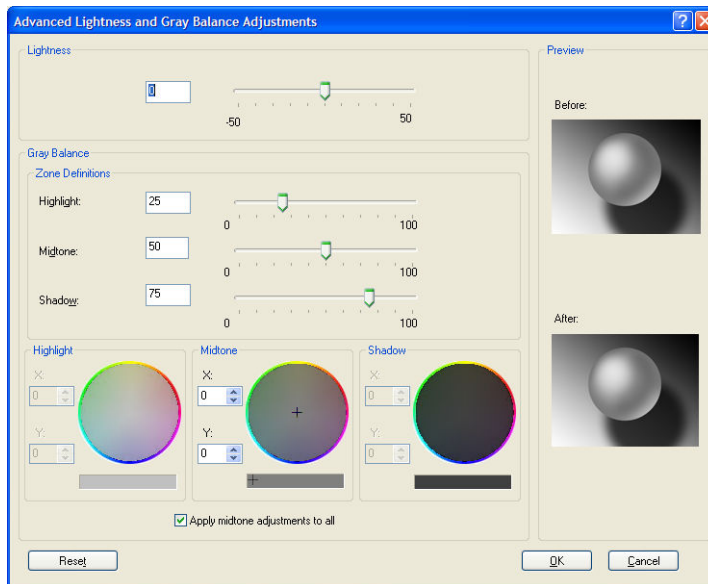 Advanced Lightness and Gray Balance Adjustments
Lightness
0
-50 50
Gray Balance
Zone Definitions
Highlight: 25
0 100
Midtone: 50
0 100
Shadow: 75
0 100
Highlight
X:
0
Y:
0
Midtone
X:
0
Y:
0
Shadow
X:
0
Y:
0
Apply midtone adjustments to all
Preview
Before:
After:
Reset OK Cancel